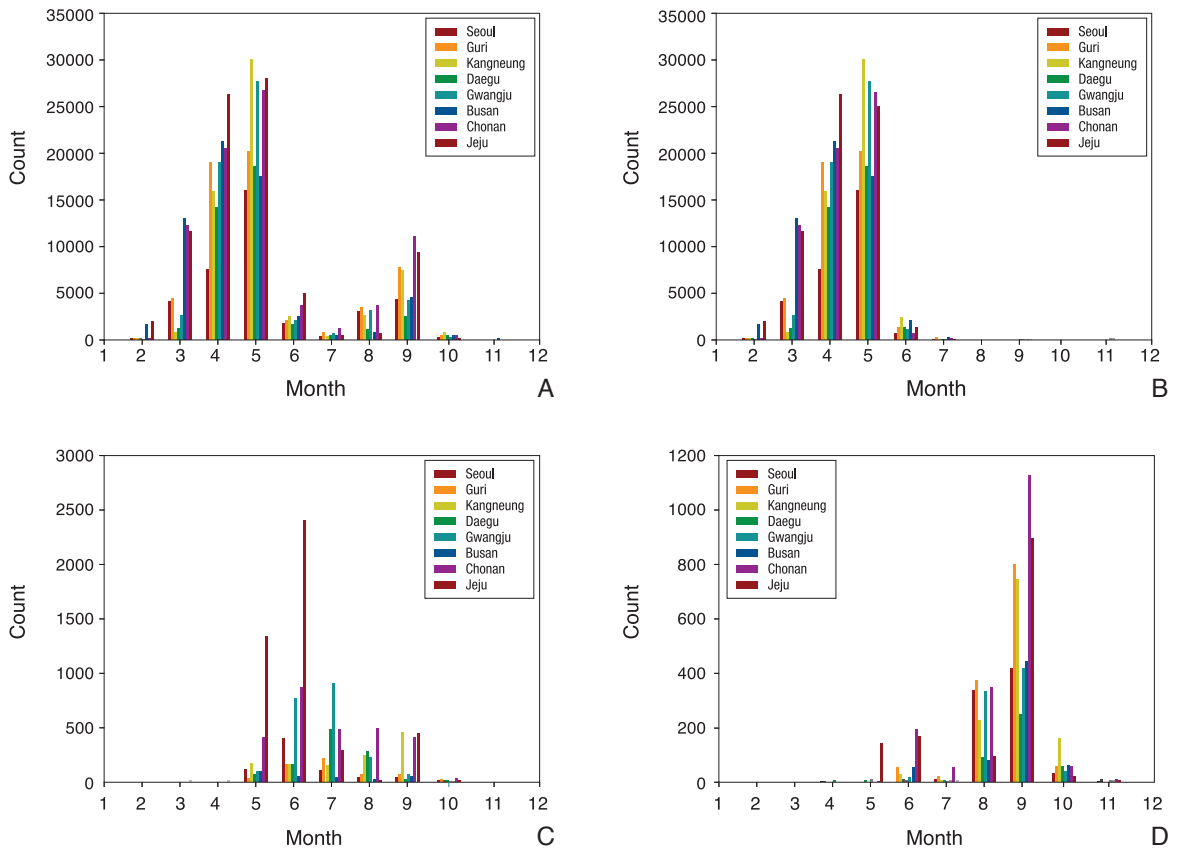 35000
30000
25000
20000
15000
10000
5000
0
Count
1 2 3 4 5 6 7 8 9 10 11 12
Month
A
Seoul
Guri
Kangneung
Daegu
Gwangju
Busan
Chonan
Jeju
35000
30000
25000
20000
15000
10000
5000
0
Count
1 2 3 4 5 6 7 8 9 10 11 12
Month
B
Seoul
Guri
Kangneung
Daegu
Gwangju
Busan
Chonan
Jeju
3000
2500
2000
1500
1000
500
0
Count
1 2 3 4 5 6 7 8 9 10 11 12
Month
C
Seoul
Guri
Kangneung
Daegu
Gwangju
Busan
Chonan
Jeju
1200
1000
800
600
400
200
0
Count
1 2 3 4 5 6 7 8 9 10 11 12
Month
D
Seoul
Guri
Kangneung
Daegu
Gwangju
Busan
Chonan
Jeju